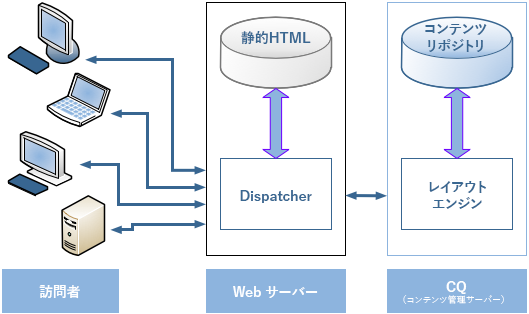 静的HTML
コンテンツ
リポジトリ
Dispatcher
レイアウト
エンジン
訪問者
Web サーバー
CQ
（コンテンツ管理サーバー）